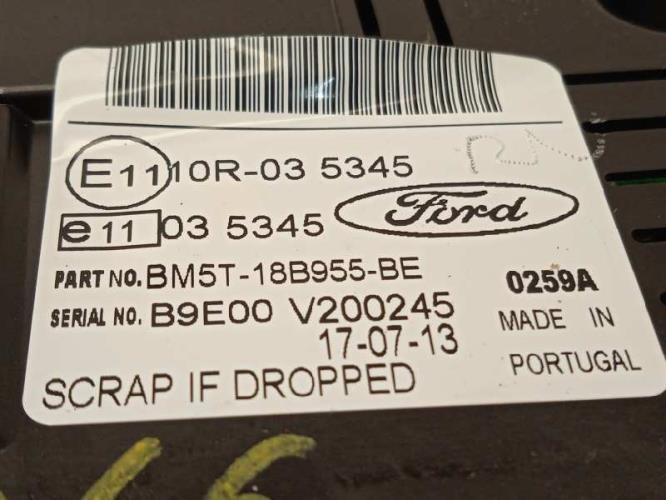 E11 10R-03 5345
e11 03 5345 Ford
PART NO. BM5T-18B955-BE 0259A
SERIAL NO. B9E00 V200245 MADE IN
17-07-13 PORTUGAL
SCRAP IF DROPPED